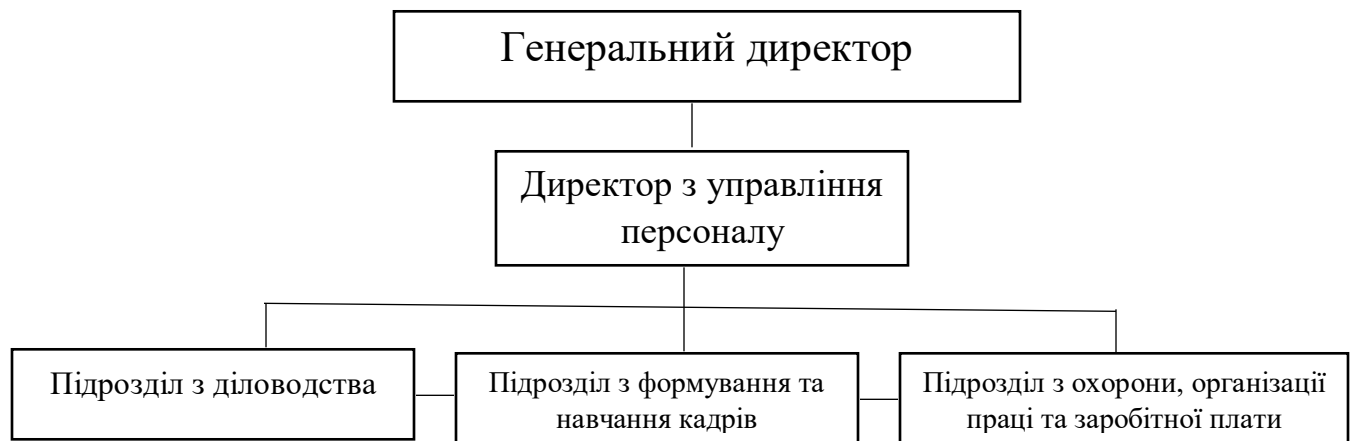 Генеральний директор
Директор з управління
персоналу
Підрозділ з діловодства
Підрозділ з формування та
навчання кадрів
Підрозділ з охорони, організації
праці та заробітної плати